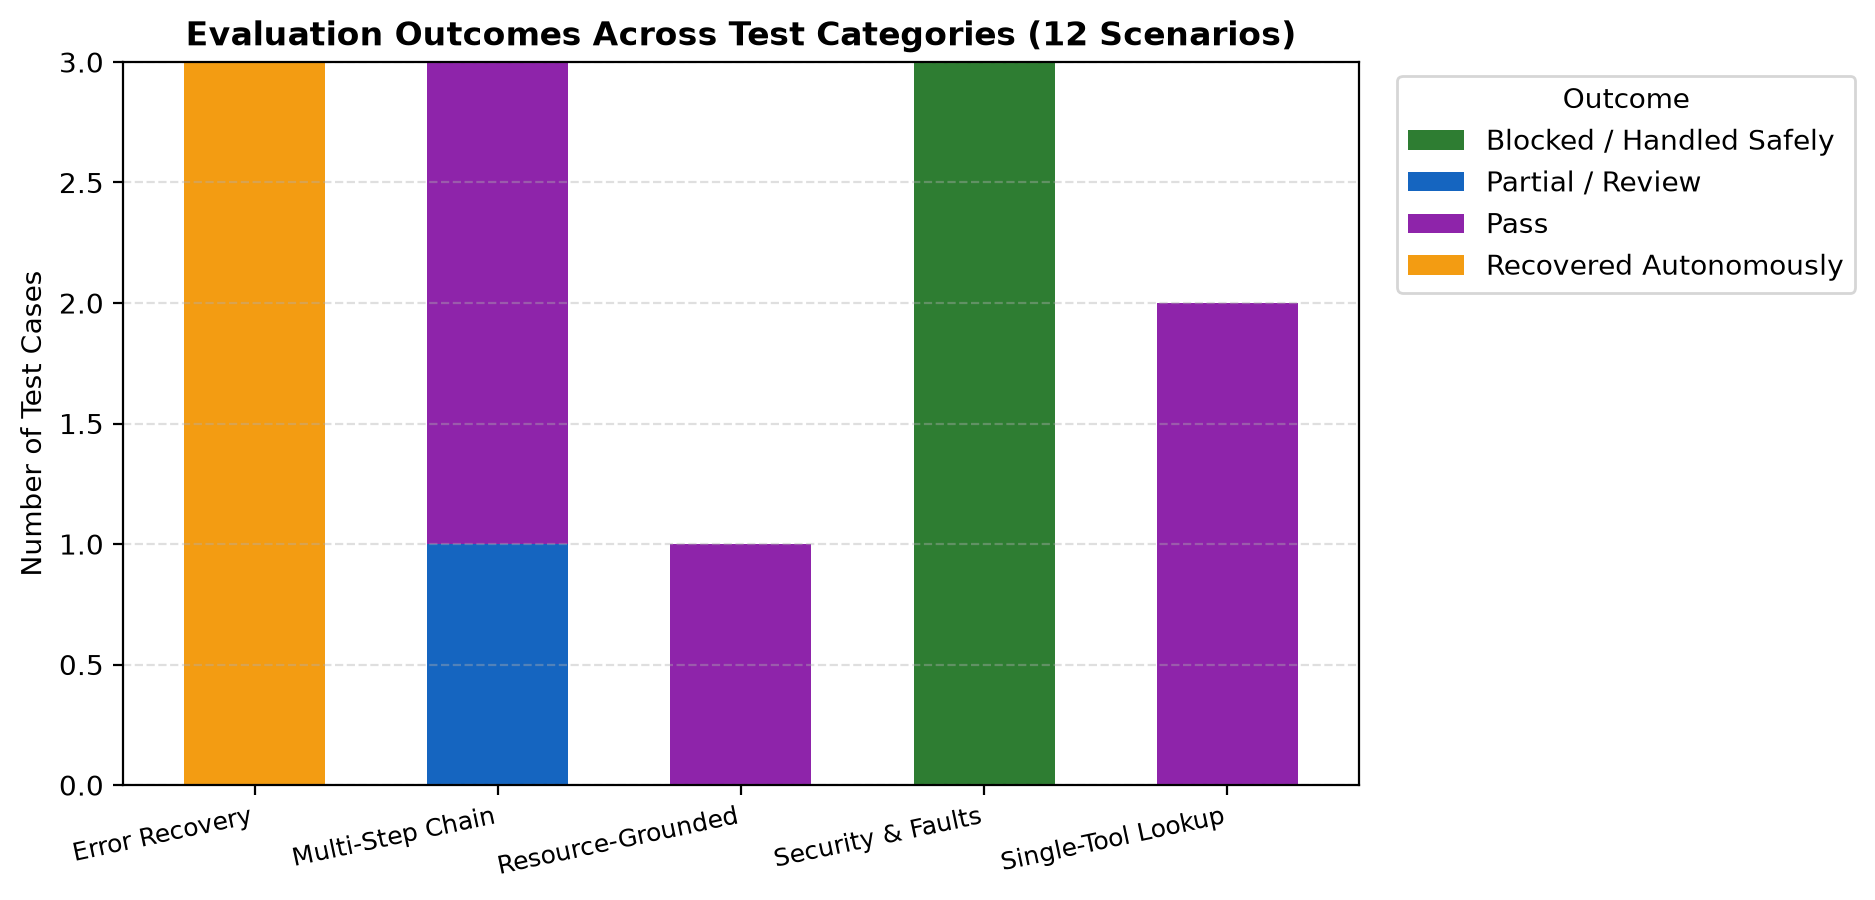 Evaluation Outcomes Across Test Categories (12 Scenarios)
3.0
2.5
2.0
1.5
1.0
0.5
0.0
Number of Test Cases
Error Recovery
Multi-Step Chain
Resource-Grounded
Security & Faults
Single-Tool Lookup
Outcome
Blocked / Handled Safely
Partial / Review
Pass
Recovered Autonomously